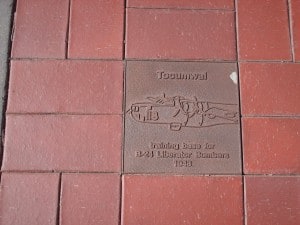 Tocumwal
training base for
B-24 Liberator Bombers
1943